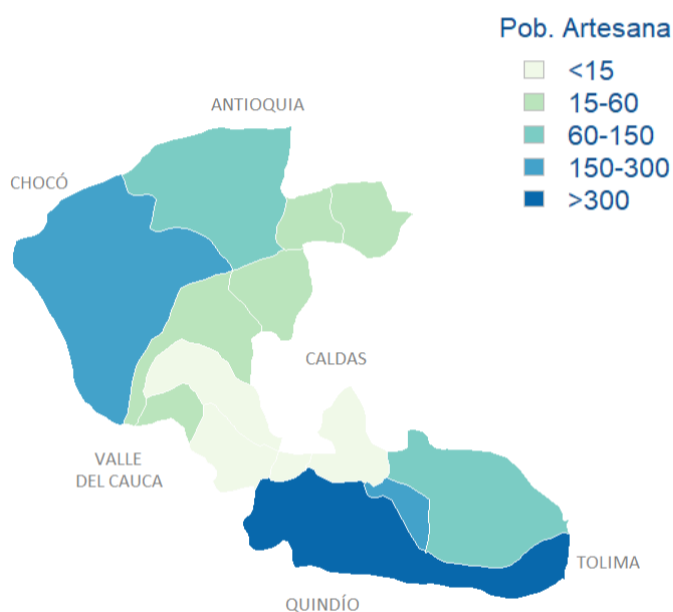 Pob. Artesana
<15
15-60
60-150
150-300
>300
ANTIOQUIA
CHOCÓ
CALDAS
VALLE
DEL CAUCA
TOLIMA
QUINDÍO